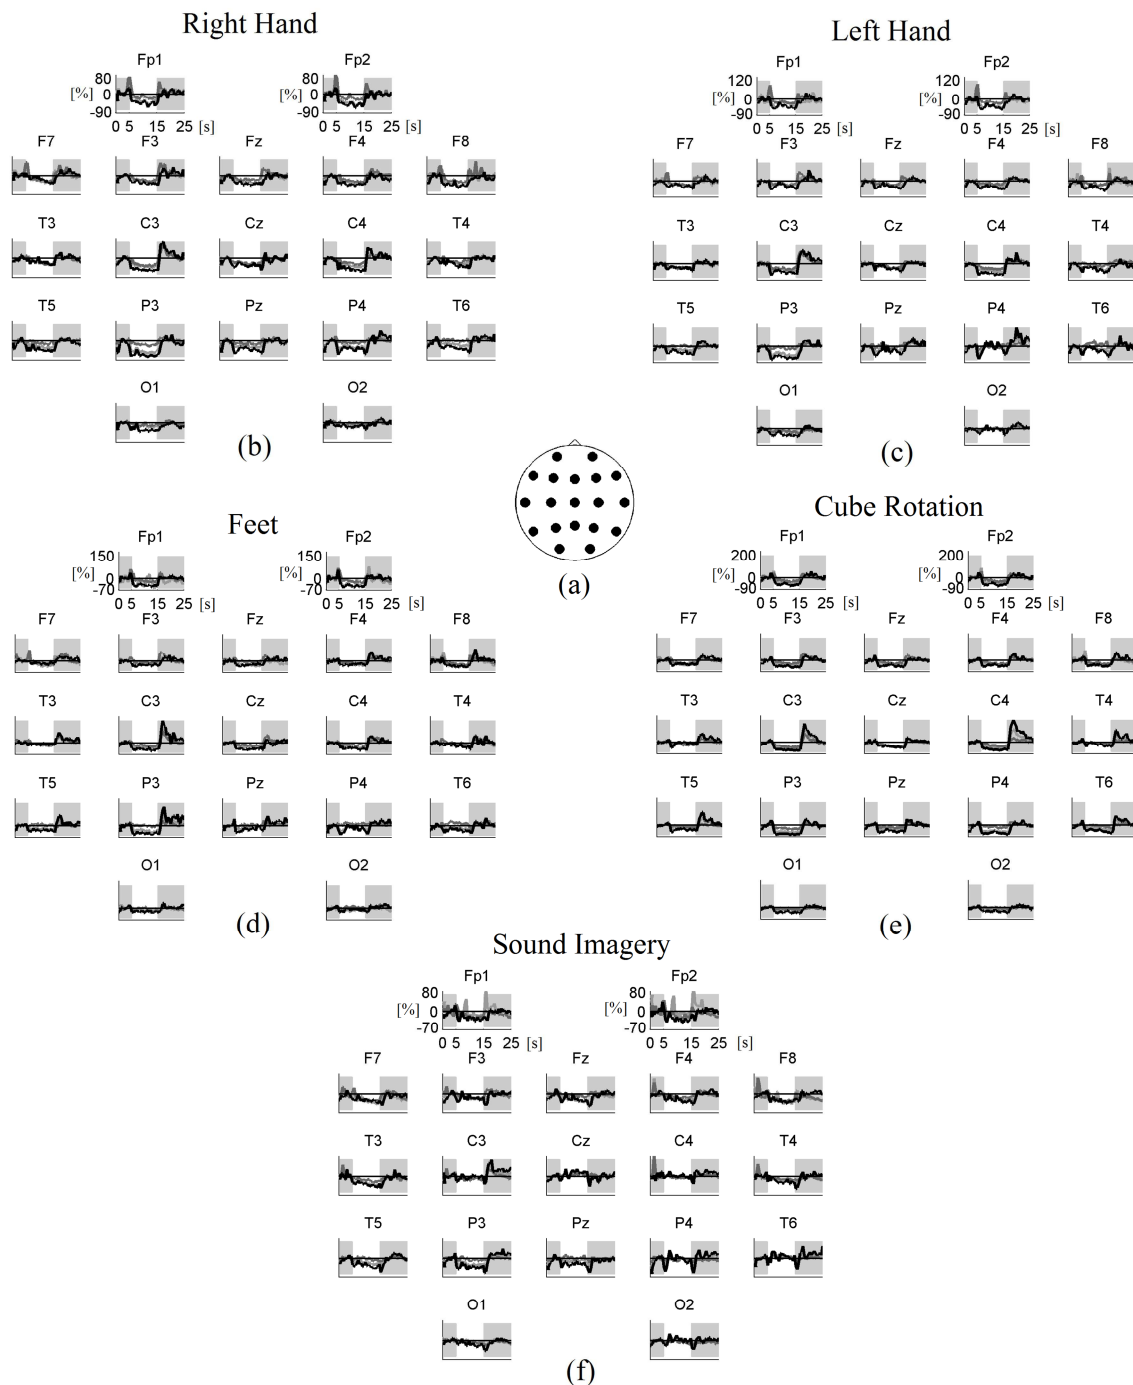 Right Hand
Left Hand
Fp1 Fp2
80 80
[%] 0 [%] 0
-90 -90
0 5 15 25 [s] 0 5 15 25 [s]
F7 F3 Fz F4 F8
T3 C3 Cz C4 T4
T5 P3 Pz P4 T6
O1 O2
(b)
Fp1 Fp2
120 120
[%] 0 [%] 0
-90 -90
0 5 15 25 [s] 0 5 15 25 [s]
F7 F3 Fz F4 F8
T3 C3 Cz C4 T4
T5 P3 Pz P4 T6
O1 O2
(c)
(a)
Feet
Fp1 Fp2
150 150
[%] 0 [%] 0
-70 -70
0 5 15 25 [s] 0 5 15 25 [s]
F7 F3 Fz F4 F8
T3 C3 Cz C4 T4
T5 P3 Pz P4 T6
O1 O2
(d)
Cube Rotation
Fp1 Fp2
200 200
[%] 0 [%] 0
-90 -90
0 5 15 25 [s] 0 5 15 25 [s]
F7 F3 Fz F4 F8
T3 C3 Cz C4 T4
T5 P3 Pz P4 T6
O1 O2
(e)
Sound Imagery
Fp1 Fp2
80 80
[%] 0 [%] 0
-70 -70
0 5 15 25 [s] 0 5 15 25 [s]
F7 F3 Fz F4 F8
T3 C3 Cz C4 T4
T5 P3 Pz P4 T6
O1 O2
(f)